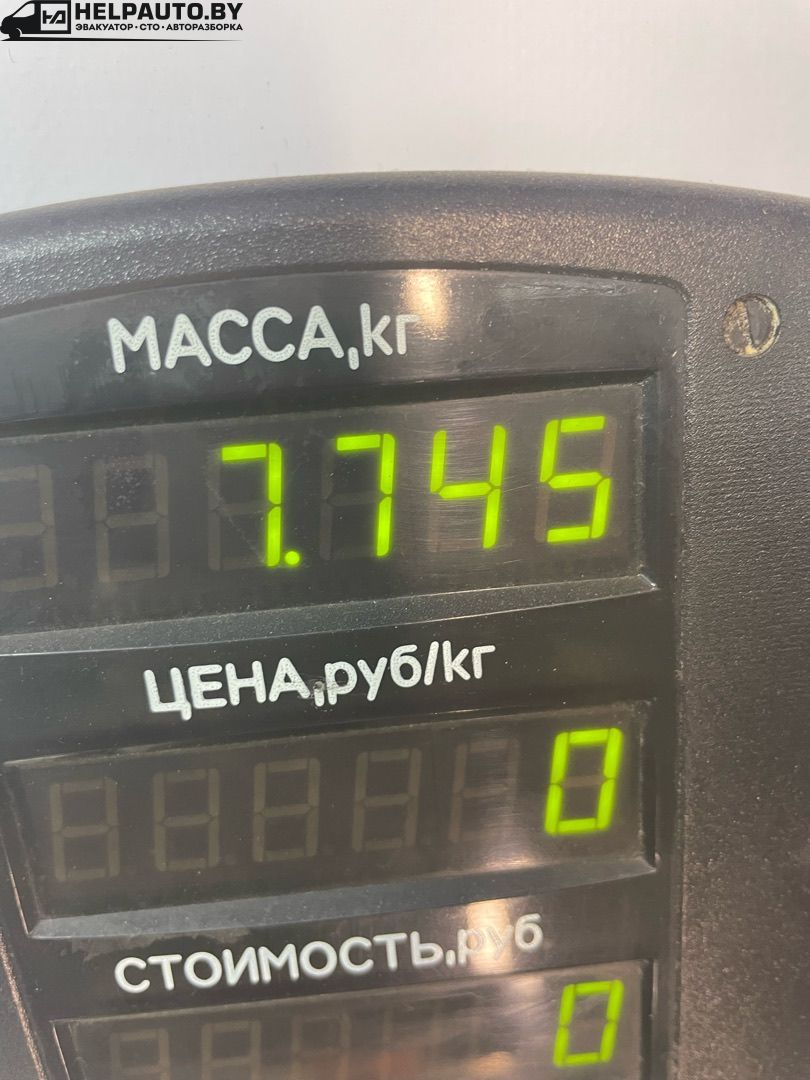 HELPAUTO.BY
ЭВАКУАТОР•СТО•АВТОРАЗБОРКА
МАССА,кг
7.745
ЦЕНА,руб/кг
0
СТОИМОСТЬ,руб
0